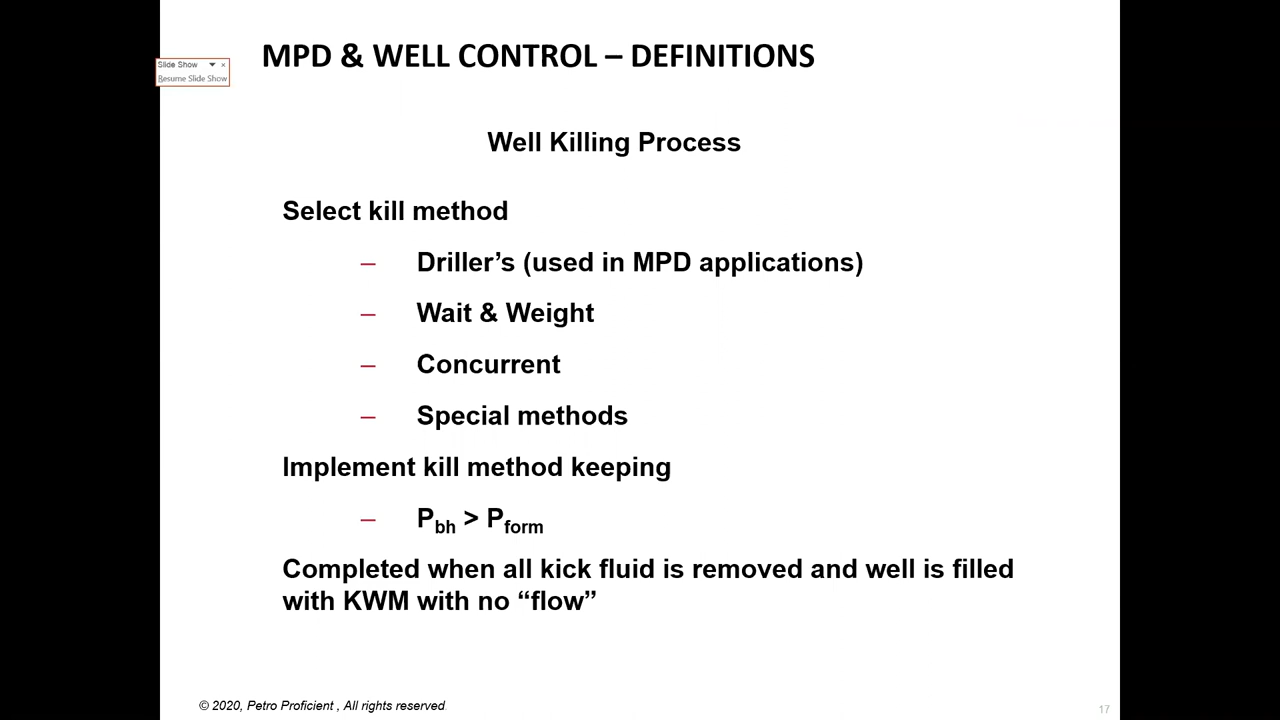 MPD & WELL CONTROL – DEFINITIONS
Slide Show
Resume Slide Show
Well Killing Process
Select kill method
– Driller’s (used in MPD applications)
– Wait & Weight
– Concurrent
– Special methods
Implement kill method keeping
– Pbh > Pform
Completed when all kick fluid is removed and well is filled
with KWM with no “flow”
© 2020, Petro Proficient , All rights reserved
17